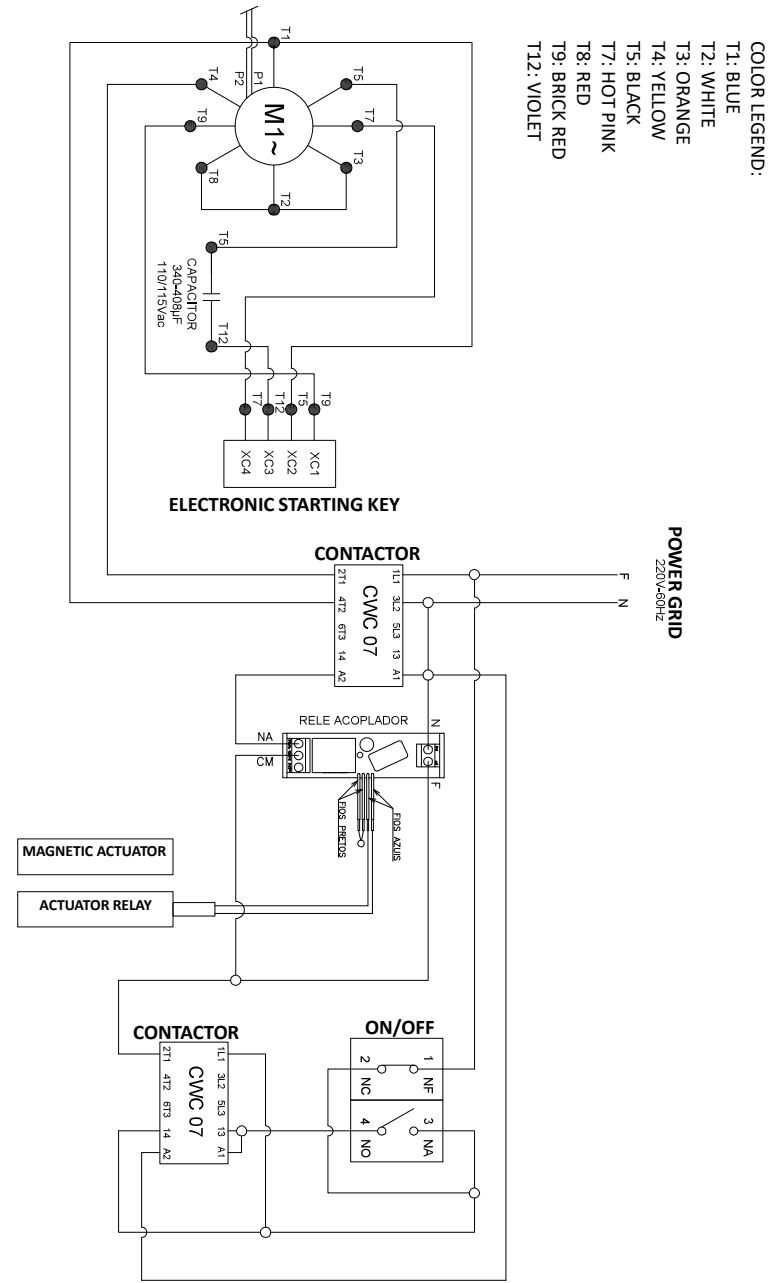 COLOR LEGEND:
T1: BLUE
T2: WHITE
T3: ORANGE
T4: YELLOW
T5: BLACK
T7: HOT PINK
T8: RED
T9: BRICK RED
T12: VIOLET
T1
P1
P2
T4
T5
T9
T7
M1~
T8
T3
T2
T5
CAPACITOR
340-408µF
110/115Vac
T12
T7
T12
T5
T9
XC4
XC3
XC2
XC1
ELECTRONIC STARTING KEY
POWER GRID
220V-60Hz
F
N
CONTACTOR
2T1
4T2
6T3
14
A2
CWC 07
1L1
3L2
5L3
13
A1
RELE ACOPLADOR
N
NA
CM
F
FIOS PRETOS
FIOS AZUIS
MAGNETIC ACTUATOR
ACTUATOR RELAY
CONTACTOR
2T1
4T2
6T3
14
A2
CWC 07
1L1
3L2
5L3
13
A1
ON/OFF
2
NC
1
NF
4
NO
3
NA